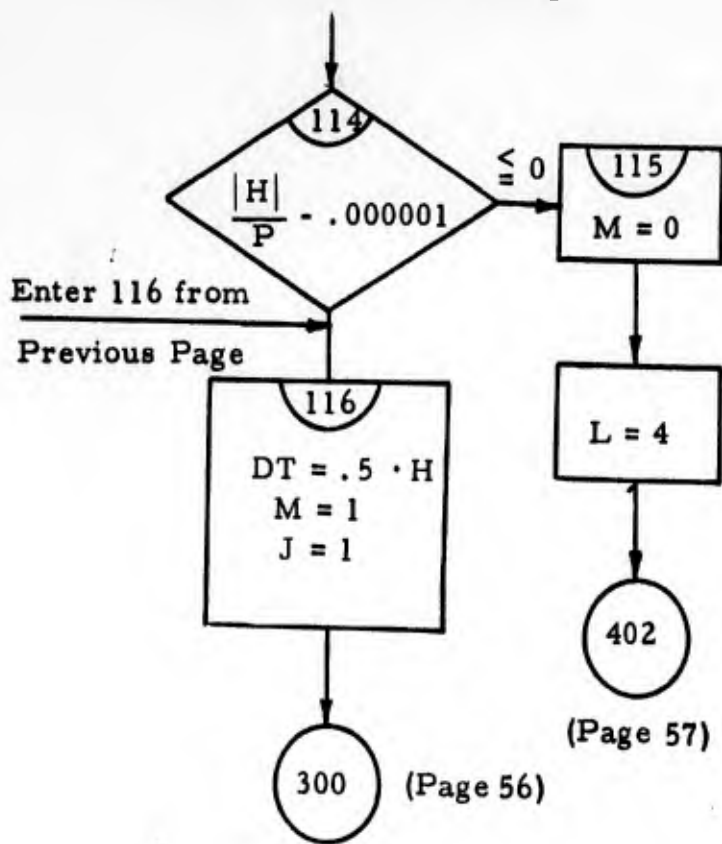 114
|H|
P
- .000001
≤ 0
115
M = 0
Enter 116 from
Previous Page
116
DT = .5 · H
M = 1
J = 1
L = 4
402
(Page 57)
300
(Page 56)